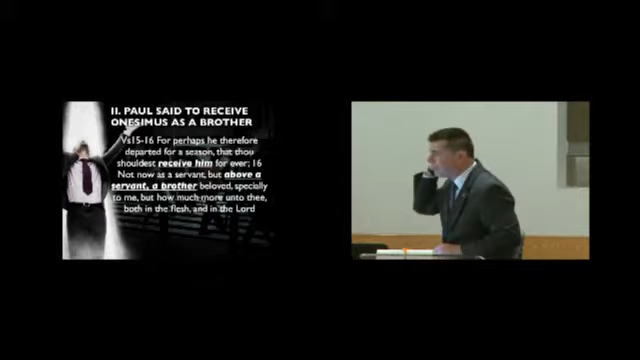 II. PAUL SAID TO RECEIVE
ONESIMUS AS A BROTHER
Vs15-16 For perhaps he therefore
departed for a season, that thou
shouldest receive him for ever; 16
Not now as a servant, but above a
servant, a brother beloved, specially
to me, but how much more unto thee,
both in the flesh, and in the Lord